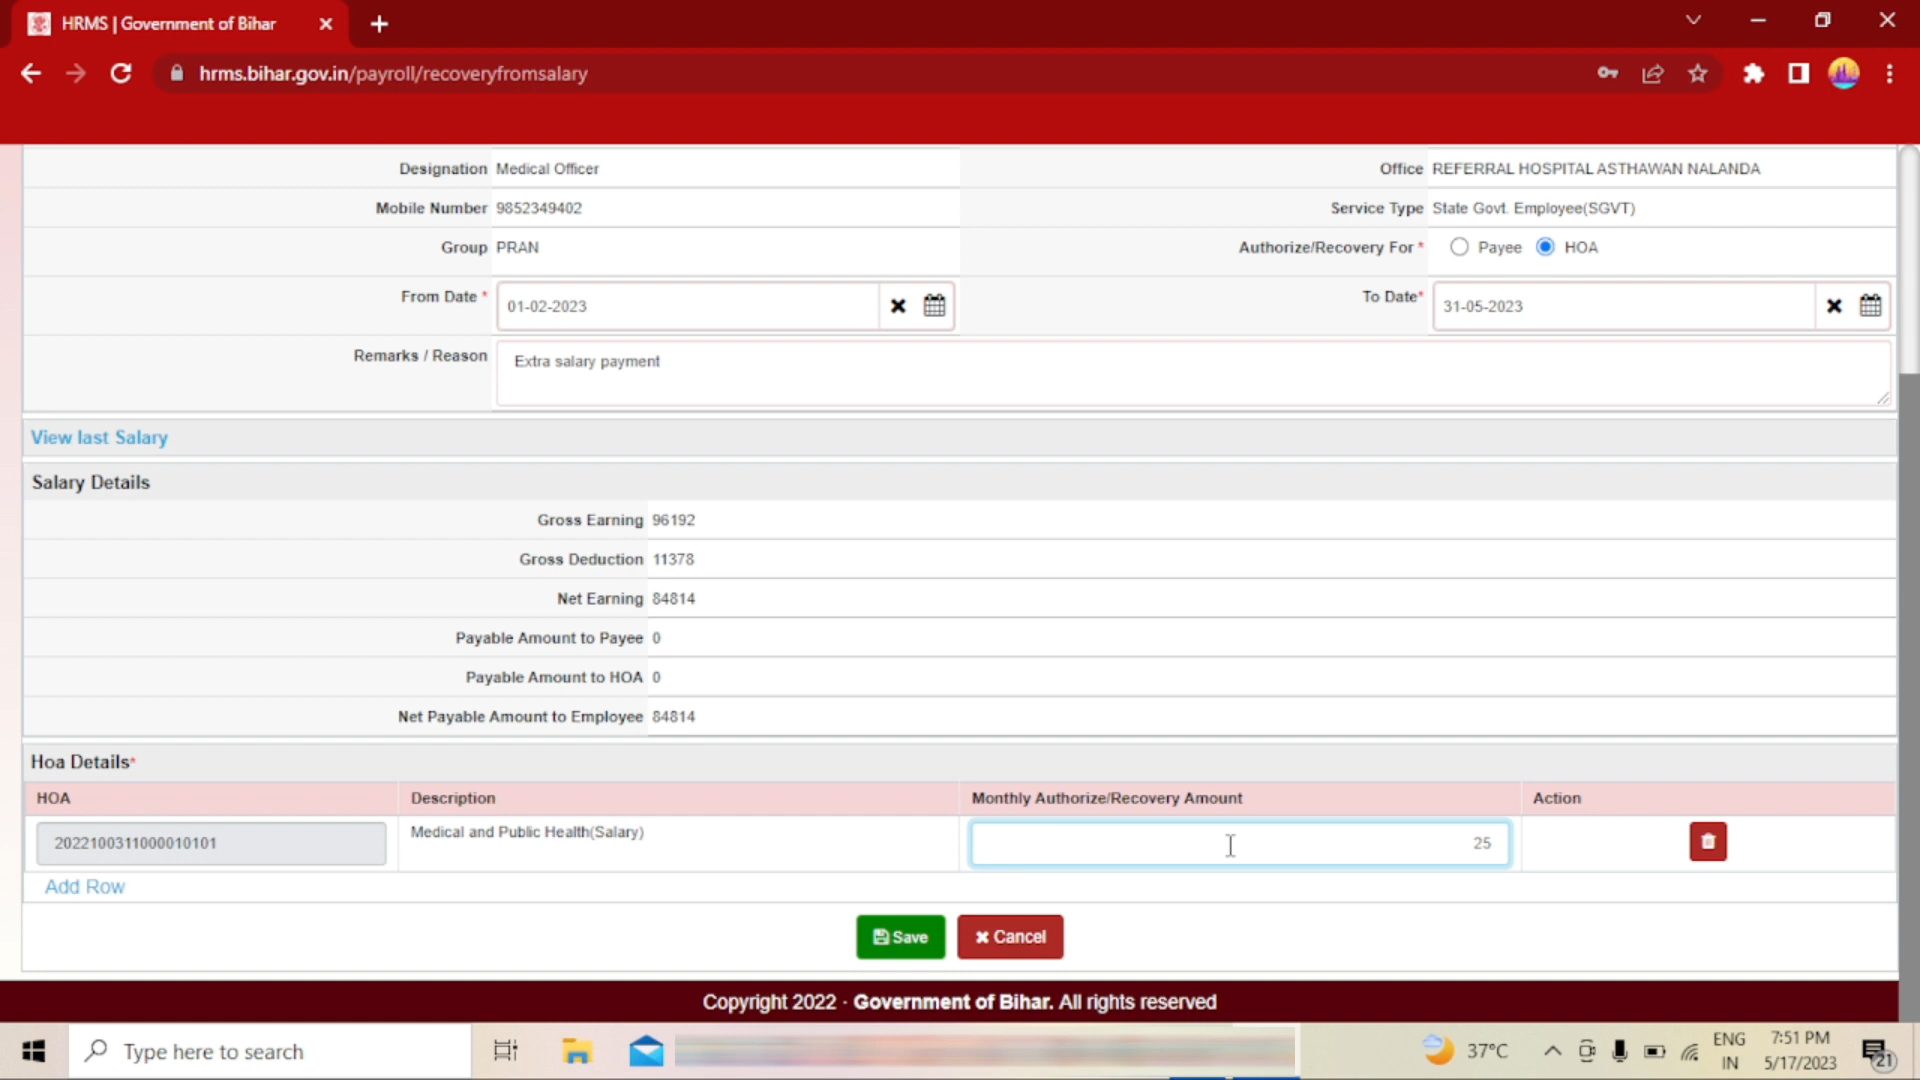 HRMS | Government of Bihar
hrms.bihar.gov.in/payroll/recoveryfromsalary
Designation Medical Officer
Office REFERRAL HOSPITAL ASTHAWAN NALANDA
Mobile Number 9852349402
Service Type State Govt. Employee(SGVT)
Group PRAN
Authorize/Recovery For * Payee HOA
From Date * 01-02-2023
To Date* 31-05-2023
Remarks / Reason Extra salary payment
View last Salary
Salary Details
Gross Earning 96192
Gross Deduction 11378
Net Earning 84814
Payable Amount to Payee 0
Payable Amount to HOA 0
Net Payable Amount to Employee 84814
Hoa Details*
HOA Description Monthly Authorize/Recovery Amount Action
2022100311000010101 Medical and Public Health(Salary) 25
Add Row
Save Cancel
Copyright 2022 · Government of Bihar. All rights reserved
Type here to search
37°C
ENG
IN
7:51 PM
5/17/2023
21